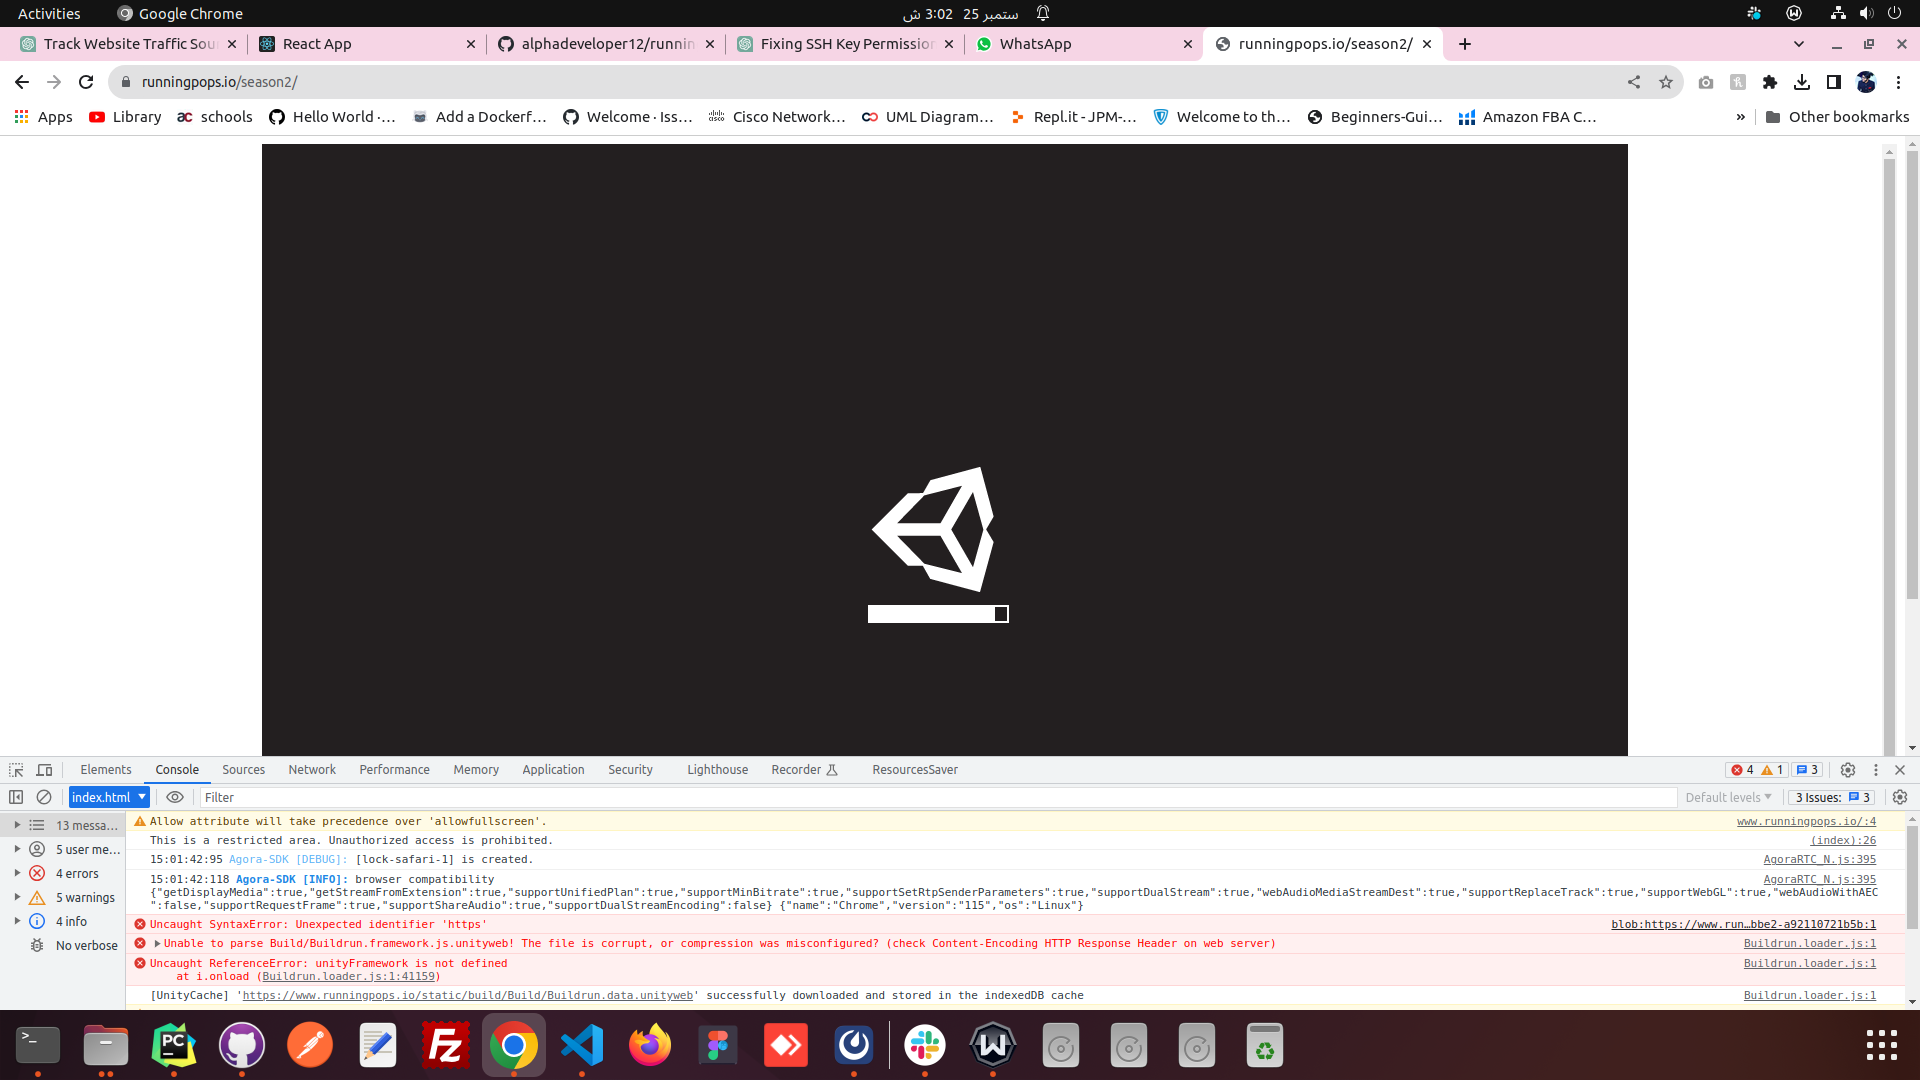 Activities
Google Chrome
ستمبر 25  3:02 ش
Track Website Traffic Sou
React App
alphadeveloper12/runnin
Fixing SSH Key Permission
WhatsApp
runningpops.io/season2/
runningpops.io/season2/
Apps
Library
schools
Hello World ·...
Add a Dockerf...
Welcome · Iss...
Cisco Network...
UML Diagram...
Repl.it - JPM-...
Welcome to th...
Beginners-Gui...
Amazon FBA C...
»
Other bookmarks
Elements
Console
Sources
Network
Performance
Memory
Application
Security
Lighthouse
Recorder
ResourcesSaver
4
1
3
index.html
Filter
Default levels
3 Issues:
3
13 messa...
5 user me...
4 errors
5 warnings
4 info
No verbose
Allow attribute will take precedence over 'allowfullscreen'.
www.runningpops.io/:4
This is a restricted area. Unauthorized access is prohibited.
(index):26
15:01:42:95 Agora-SDK [DEBUG]: [lock-safari-1] is created.
AgoraRTC_N.js:395
15:01:42:118 Agora-SDK [INFO]: browser compatibility
AgoraRTC_N.js:395
{"getDisplayMedia":true,"getStreamFromExtension":true,"supportUnifiedPlan":true,"supportMinBitrate":true,"supportSetRtpSenderParameters":true,"supportDualStream":true,"webAudioMediaStreamDest":true,"supportReplaceTrack":true,"supportWebGL":true,"webAudioWithAEC
":false,"supportRequestFrame":true,"supportShareAudio":true,"supportDualStreamEncoding":false} {"name":"Chrome","version":"115","os":"Linux"}
Uncaught SyntaxError: Unexpected identifier 'https'
blob:https://www.run…bbe2-a92110721b5b:1
Unable to parse Build/Buildrun.framework.js.unityweb! The file is corrupt, or compression was misconfigured? (check Content-Encoding HTTP Response Header on web server)
Buildrun.loader.js:1
Uncaught ReferenceError: unityFramework is not defined
Buildrun.loader.js:1
at i.onload (Buildrun.loader.js:1:41159)
[UnityCache] 'https://www.runningpops.io/static/build/Build/Buildrun.data.unityweb' successfully downloaded and stored in the indexedDB cache
Buildrun.loader.js:1